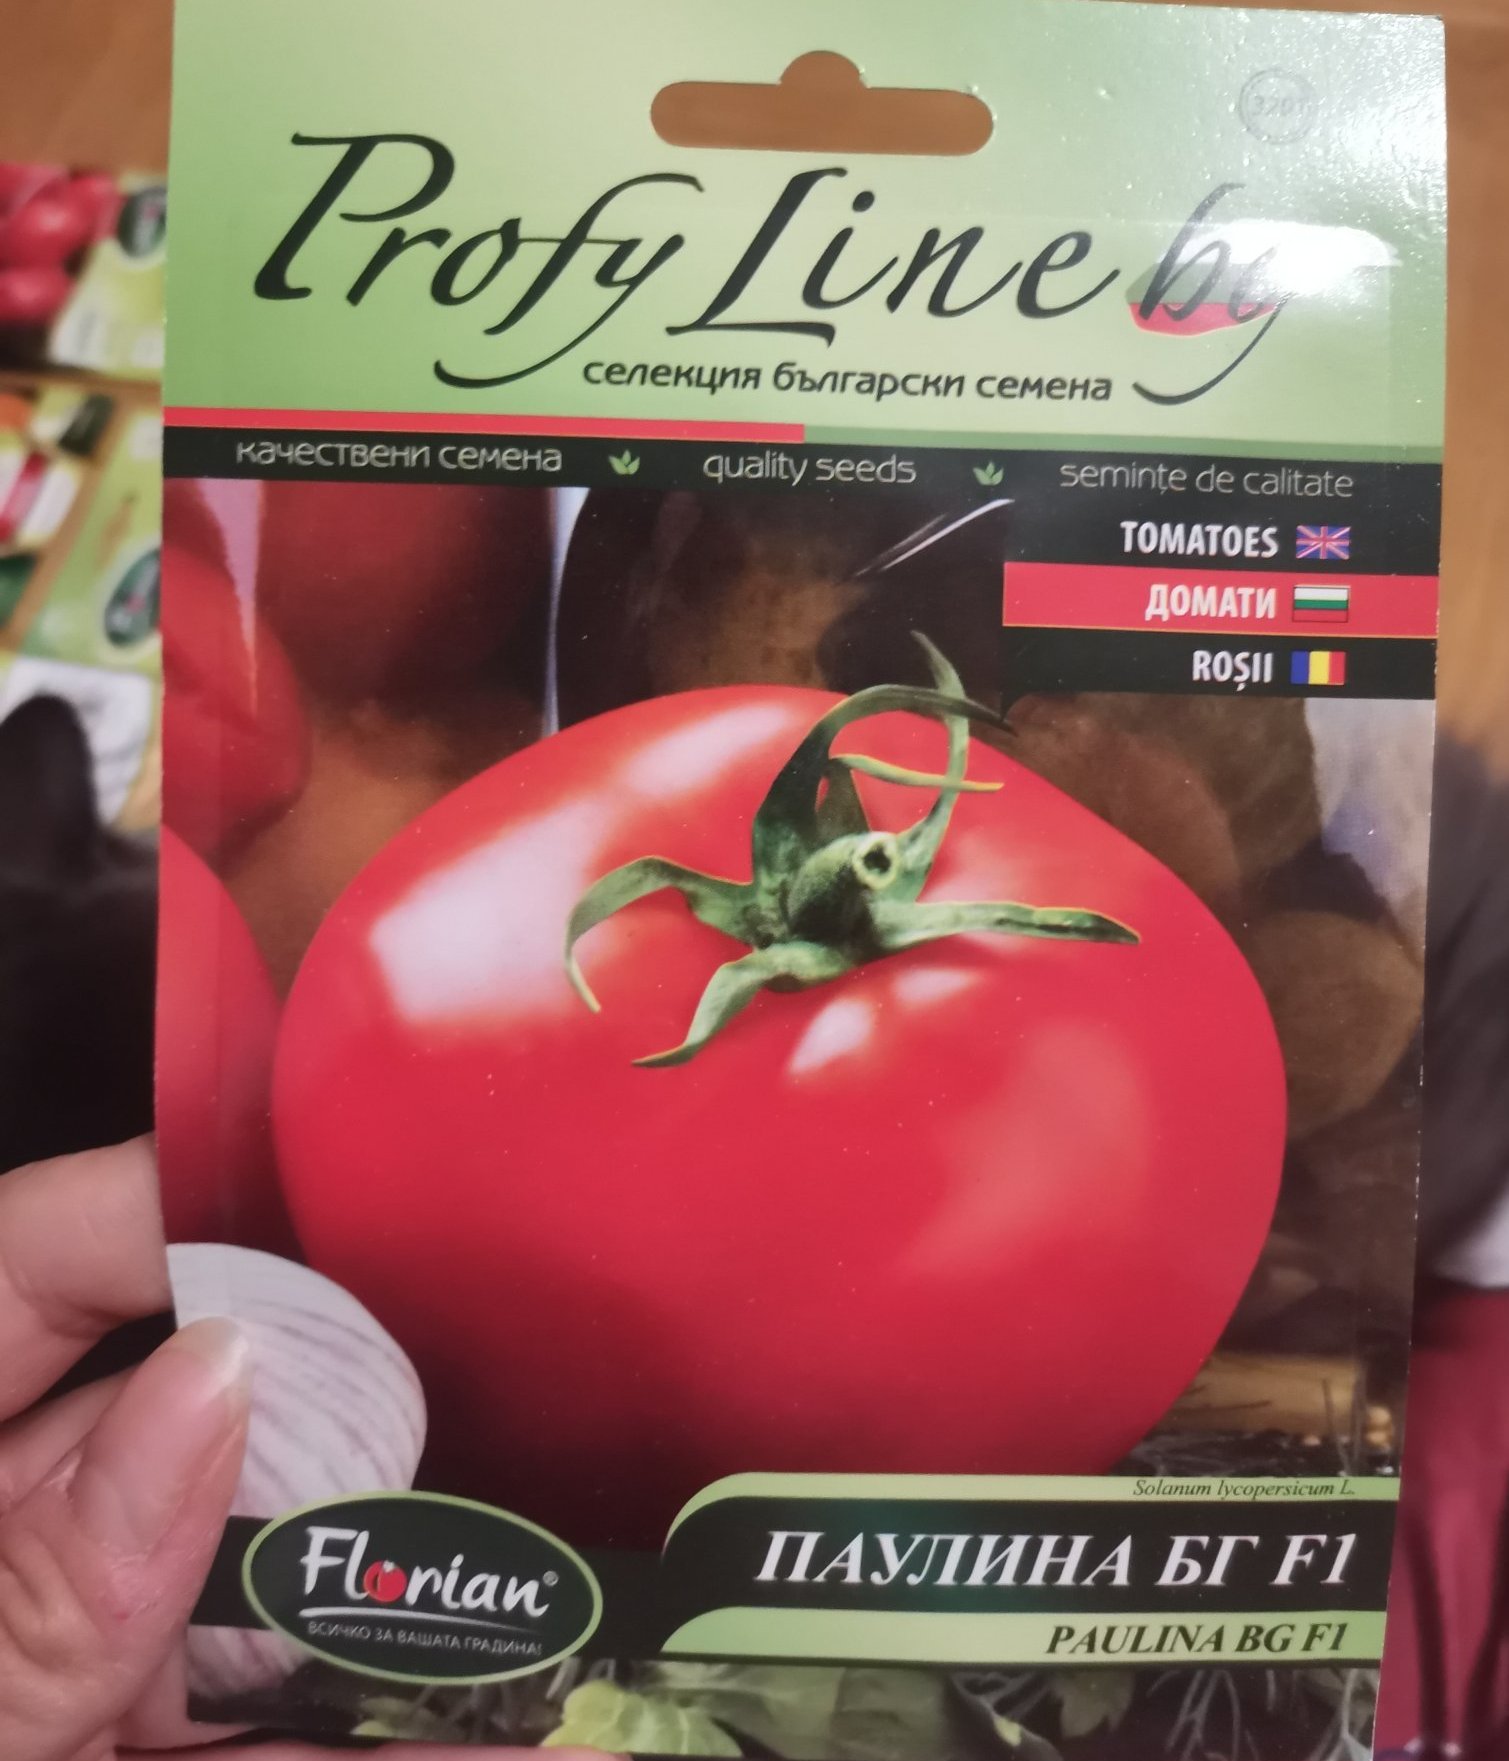 3201
Profy Line bg
селекция български семена
качествени семена quality seeds semințe de calitate
TOMATOES
ДОМАТИ
ROȘII
Solanum lycopersicum L.
ПАУЛИНА БГ F1
PAULINA BG F1
Florian®
ВСИЧКО ЗА ВАШАТА ГРАДИНА!